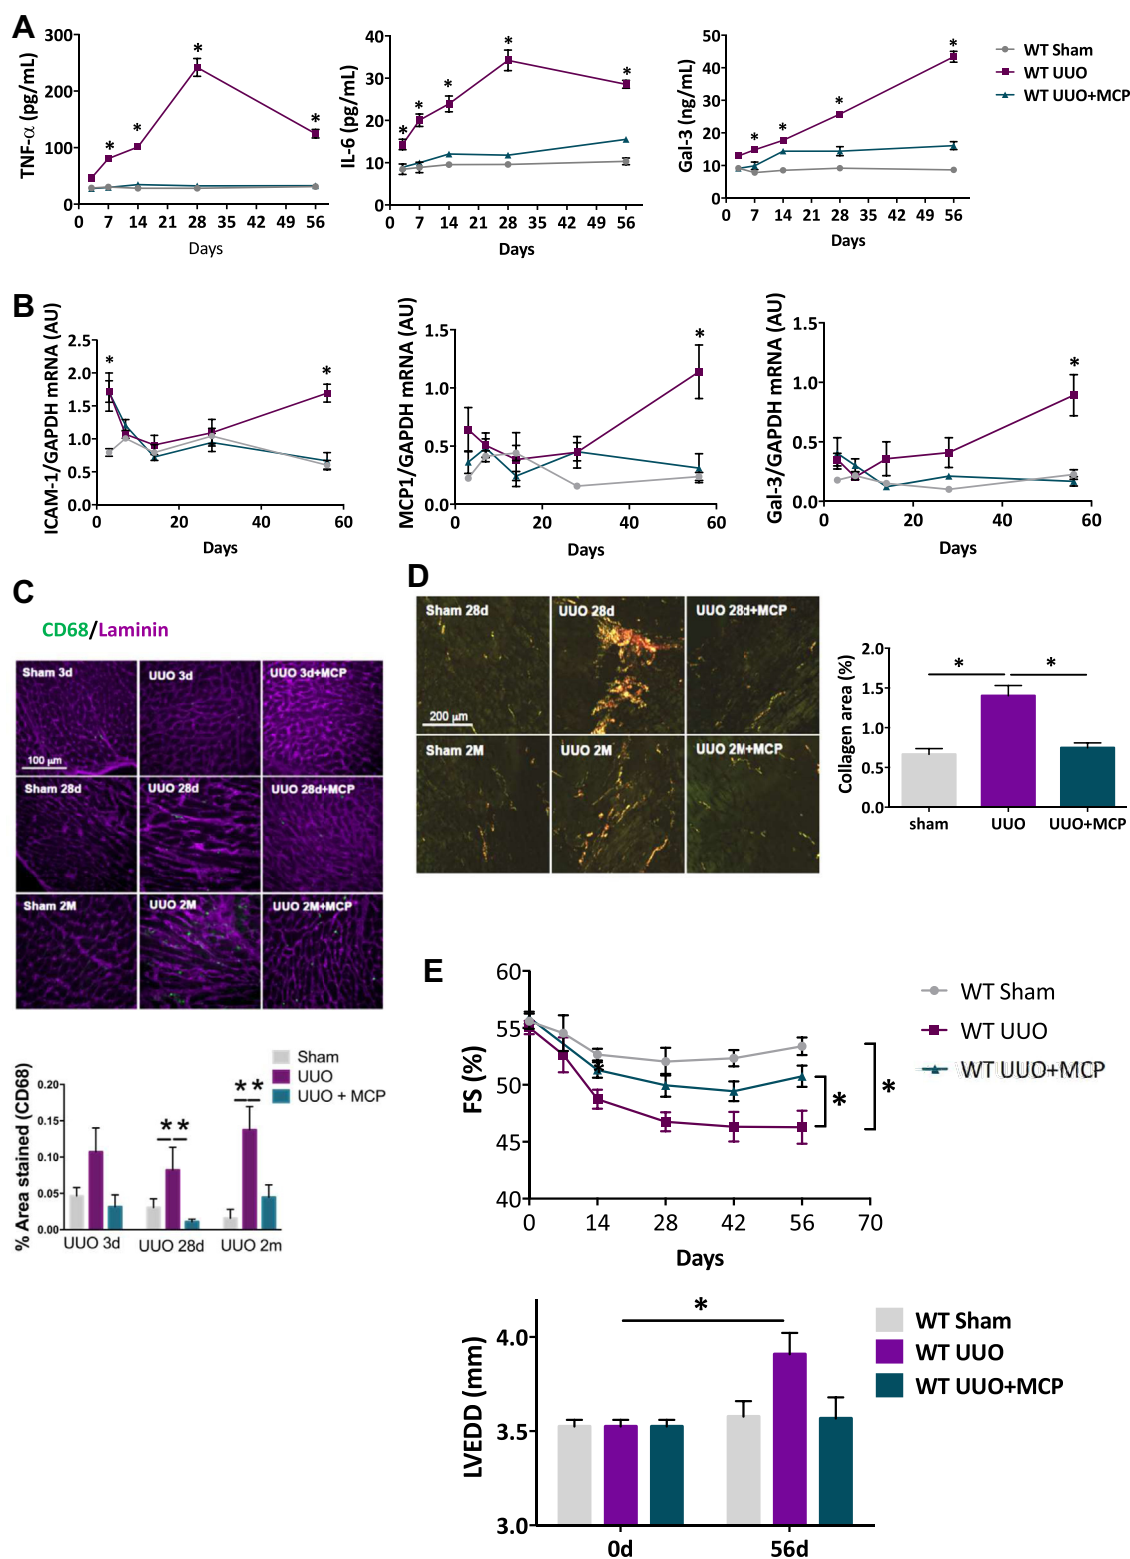 A
TNF-α (pg/mL)
300
200
100
0
0 7 14 21 28 35 42 49 56
Days
* * * *
IL-6 (pg/mL)
40
30
20
10
0
0 7 14 21 28 35 42 49 56
Days
* * * * *
Gal-3 (ng/mL)
50
40
30
20
10
0
0 7 14 21 28 35 42 49 56
Days
* * * *
WT Sham
WT UUO
WT UUO+MCP
B
ICAM-1/GAPDH mRNA (AU)
2.5
2.0
1.5
1.0
0.5
0.0
0 20 40 60
Days
* *
MCP1/GAPDH mRNA (AU)
1.5
1.0
0.5
0.0
0 20 40 60
Days
*
Gal-3/GAPDH mRNA (AU)
1.5
1.0
0.5
0.0
0 20 40 60
Days
*
C
CD68/Laminin
Sham 3d UUO 3d UUO 3d+MCP
100 µm
Sham 28d UUO 28d UUO 28d+MCP
Sham 2M UUO 2M UUO 2M+MCP
Sham
UUO
UUO + MCP
% Area stained (CD68)
0.20
0.15
0.10
0.05
0.00
* * * *
UUO 3d UUO 28d UUO 2m
D
Sham 28d UUO 28d UUO 28d+MCP
200 µm
Sham 2M UUO 2M UUO 2M+MCP
Collagen area (%)
2.0
1.5
1.0
0.5
0.0
* *
sham UUO UUO+MCP
E
FS (%)
60
55
50
45
40
0 14 28 42 56 70
Days
* *
WT Sham
WT UUO
WT UUO+MCP
LVEDD (mm)
4.0
3.5
3.0
*
0d 56d
WT Sham
WT UUO
WT UUO+MCP